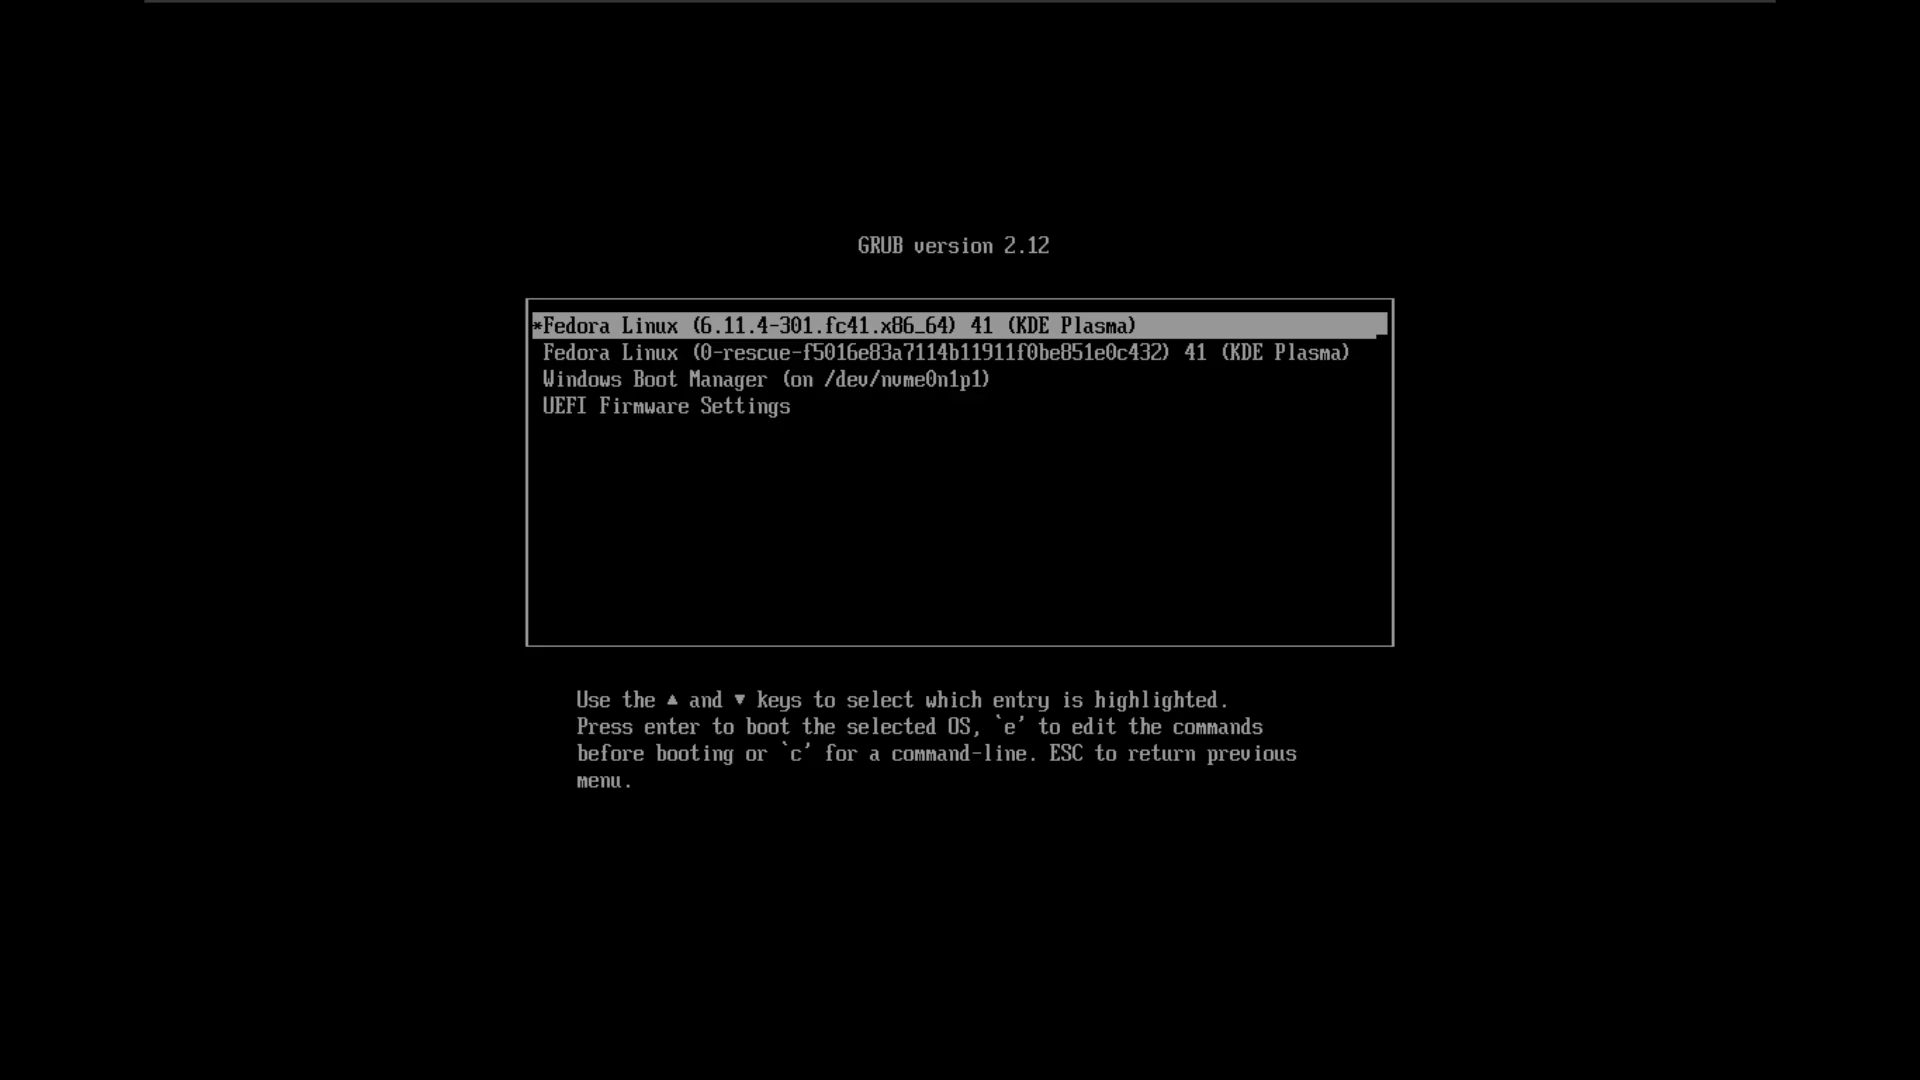 GRUB version 2.12
*Fedora Linux (6.11.4-301.fc41.x86_64) 41 (KDE Plasma)
Fedora Linux (0-rescue-f5016e83a7114b11911f0be851e0c432) 41 (KDE Plasma)
Windows Boot Manager (on /dev/nvme0n1p1)
UEFI Firmware Settings
Use the ▲ and ▼ keys to select which entry is highlighted.
Press enter to boot the selected OS, `e' to edit the commands
before booting or `c' for a command-line. ESC to return previous
menu.